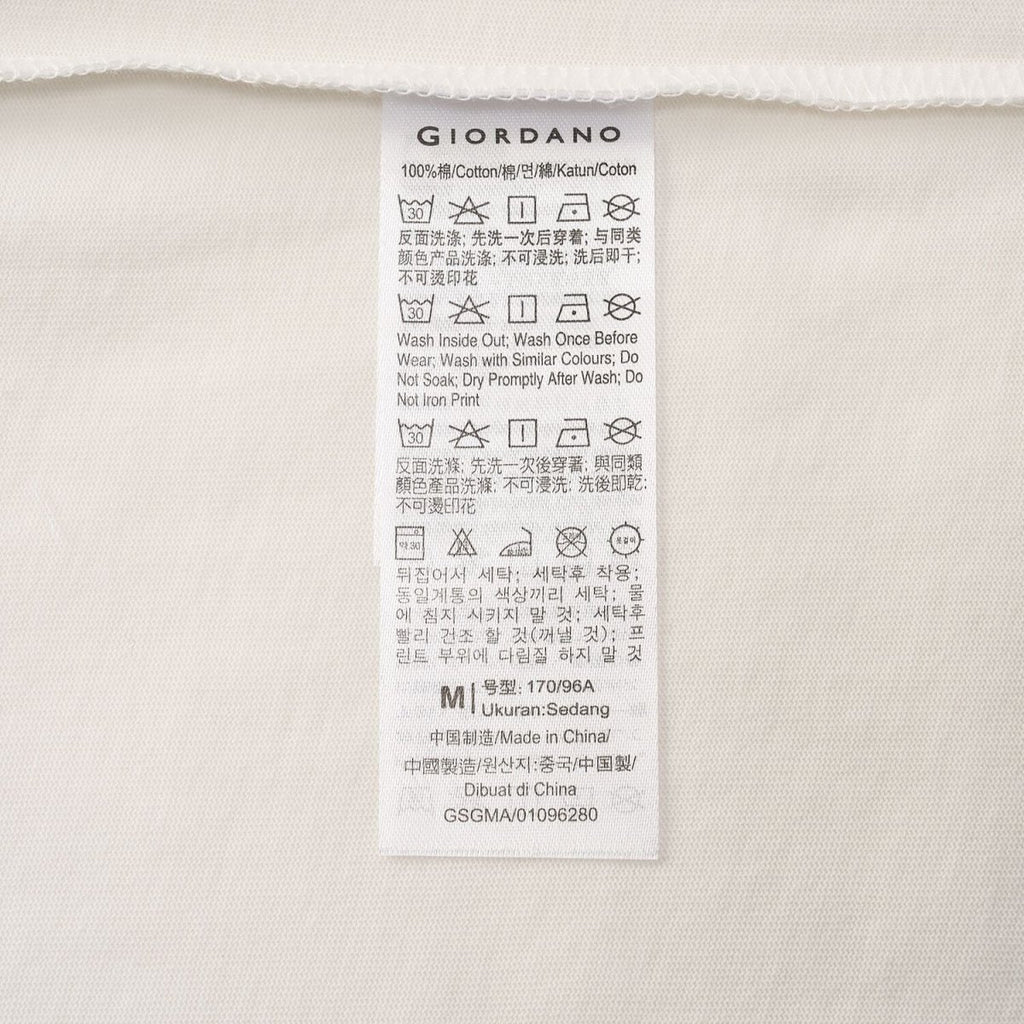 GIORDANO
100%棉/Cotton/棉/면/綿/Katun/Coton
30
反面洗涤; 先洗一次后穿着; 与同类
颜色产品洗涤; 不可浸洗; 洗后即干;
不可烫印花
30
Wash Inside Out; Wash Once Before
Wear; Wash with Similar Colours; Do
Not Soak; Dry Promptly After Wash; Do
Not Iron Print
30
反面洗滌; 先洗一次後穿著; 與同類
顏色產品洗滌; 不可浸洗; 洗後即乾;
不可燙印花
약 30 옷걸이
뒤집어서 세탁; 세탁후 착용;
동일계통의 색상끼리 세탁; 물
에 침지 시키지 말 것; 세탁후
빨리 건조 할 것(꺼낼 것); 프
린트 부위에 다림질 하지 말 것
M 号型: 170/96A
Ukuran:Sedang
中国制造/Made in China/
中國製造/원산지:중국/中国製/
Dibuat di China
GSGMA/01096280